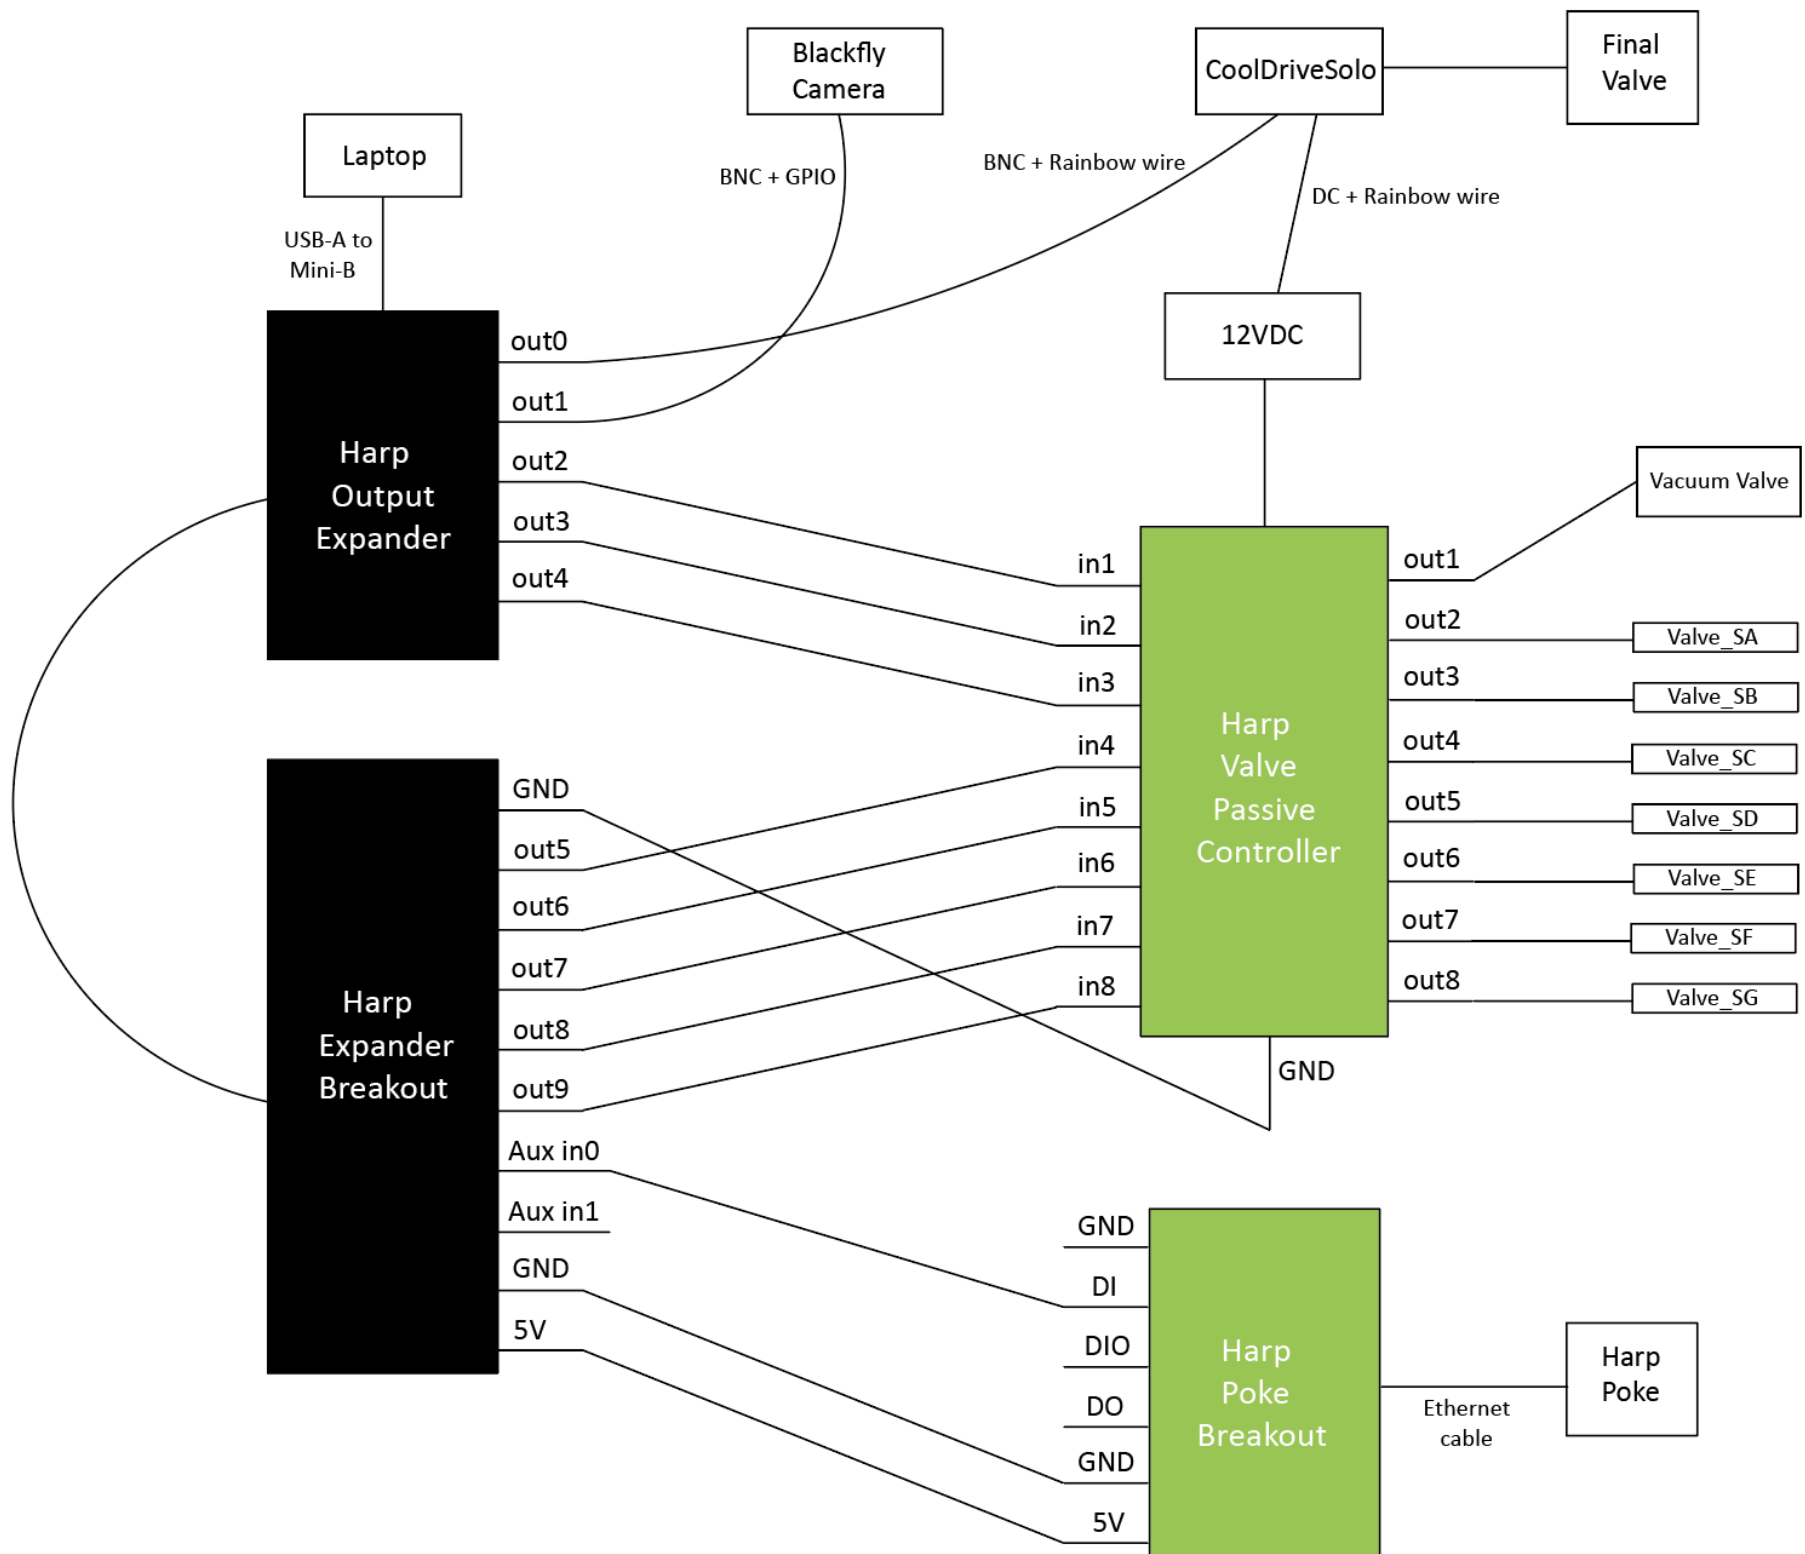 Blackfly
Camera
CoolDriveSolo
Final
Valve
Laptop
BNC + GPIO
BNC + Rainbow wire
DC + Rainbow wire
USB-A to
Mini-B
12VDC
Harp
Output
Expander
out0
out1
out2
out3
out4
Harp
Expander
Breakout
GND
out5
out6
out7
out8
out9
Aux in0
Aux in1
GND
5V
in1
in2
in3
in4
in5
in6
in7
in8
Harp
Valve
Passive
Controller
GND
out1
out2
out3
out4
out5
out6
out7
out8
Vacuum Valve
Valve_SA
Valve_SB
Valve_SC
Valve_SD
Valve_SE
Valve_SF
Valve_SG
GND
DI
DIO
DO
GND
5V
Harp
Poke
Breakout
Ethernet
cable
Harp
Poke